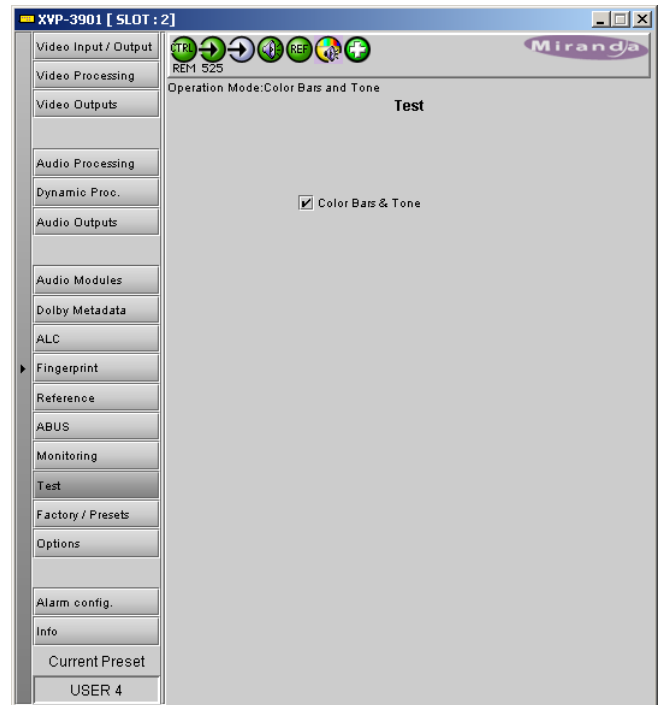 XVP-3901 [ SLOT : 2]
Video Input / Output
Video Processing
Video Outputs
Audio Processing
Dynamic Proc.
Audio Outputs
Audio Modules
Dolby Metadata
ALC
Fingerprint
Reference
ABUS
Monitoring
Test
Factory / Presets
Options
Alarm config.
Info
Current Preset
USER 4
CTRL
REF
REM 525
Miranda
Operation Mode:Color Bars and Tone
Test
Color Bars & Tone